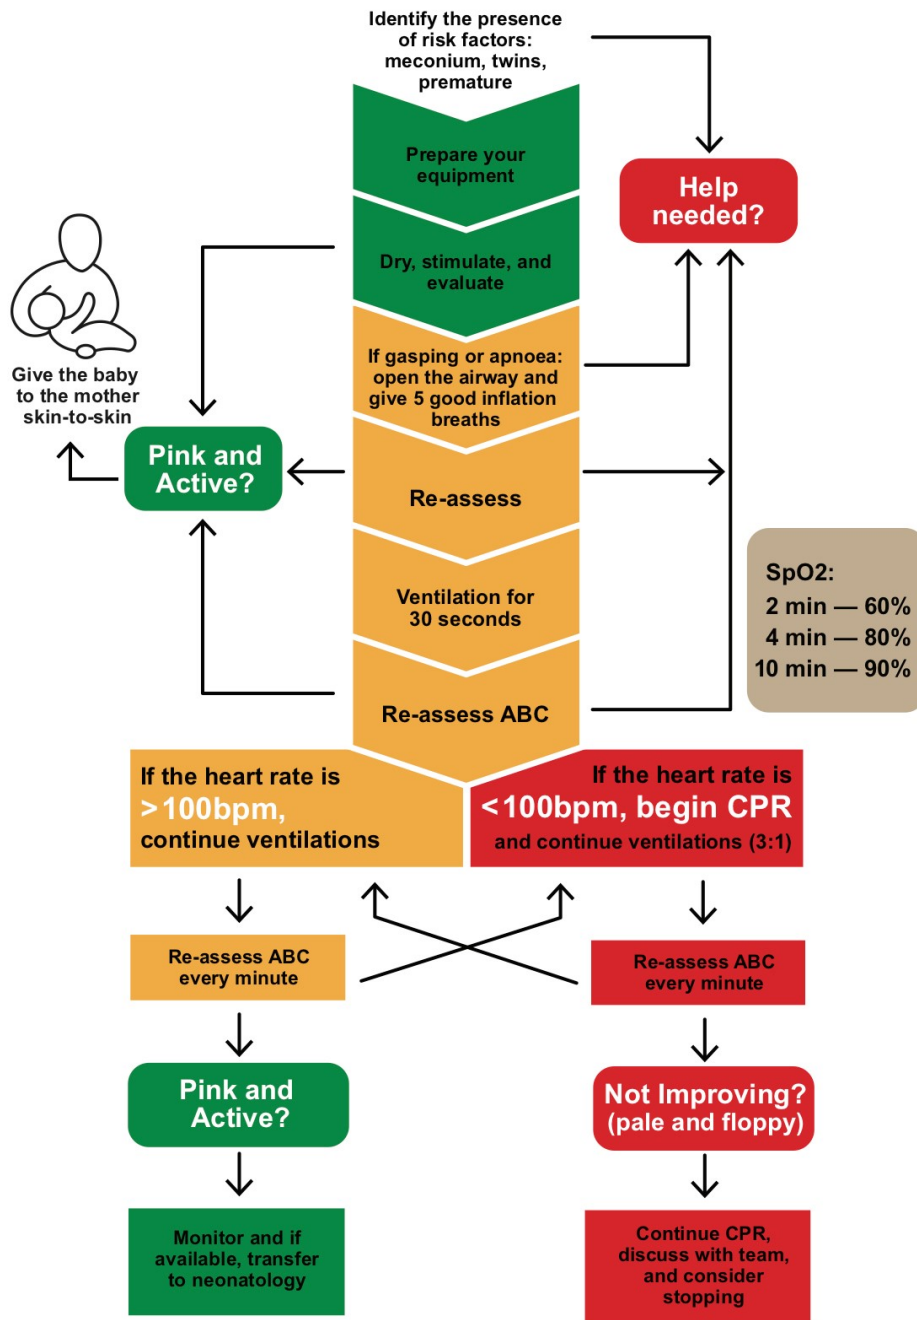 Identify the presence
of risk factors:
meconium, twins,
premature
Prepare your
equipment
Help
needed?
Dry, stimulate, and
evaluate
If gasping or apnoea:
open the airway and
give 5 good inflation
breaths
Give the baby
to the mother
skin-to-skin
Pink and
Active?
Re-assess
Ventilation for
30 seconds
SpO2:
2 min — 60%
4 min — 80%
10 min — 90%
Re-assess ABC
If the heart rate is
>100bpm,
continue ventilations
If the heart rate is
<100bpm, begin CPR
and continue ventilations (3:1)
Re-assess ABC
every minute
Re-assess ABC
every minute
Pink and
Active?
Not Improving?
(pale and floppy)
Monitor and if
available, transfer
to neonatology
Continue CPR,
discuss with team,
and consider
stopping